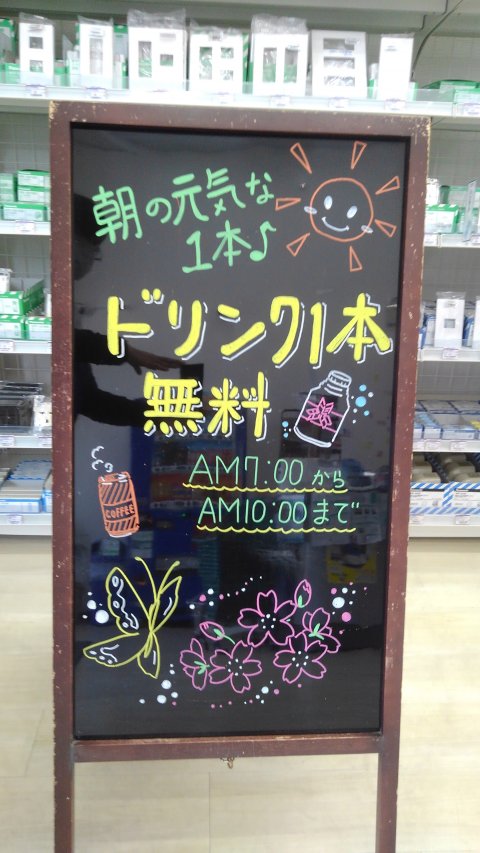 朝の元気な
1本♪
ドリンク1本
無料
AM7:00から
AM10:00まで
COFFEE